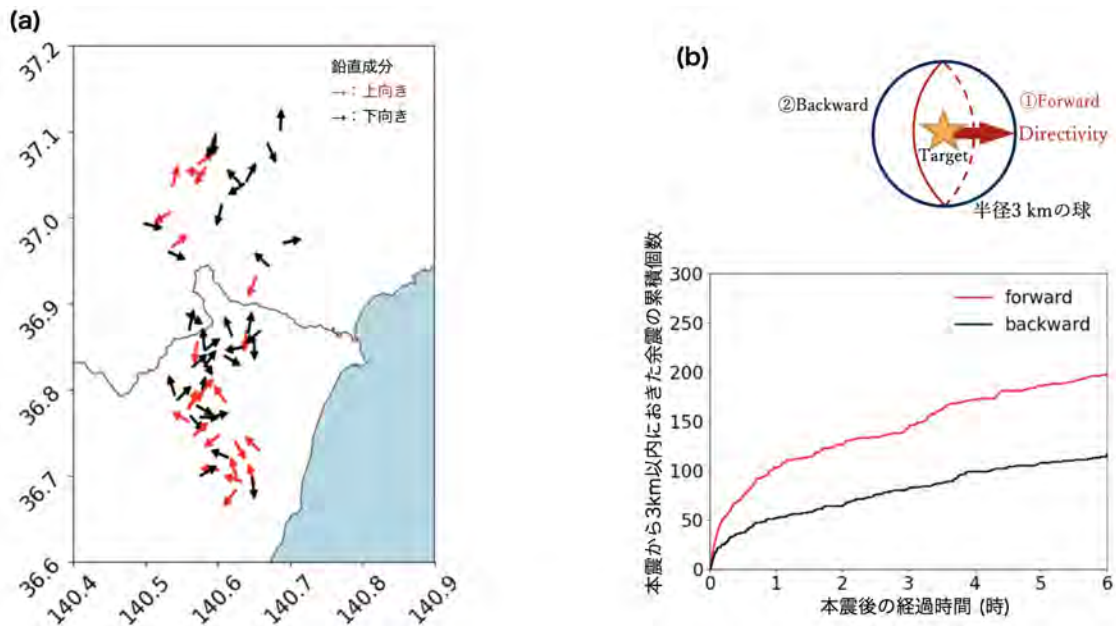 (a)
鉛直成分
→：上向き
→：下向き
37.2
37.1
37.0
36.9
36.8
36.7
36.6
140.4
140.5
140.6
140.7
140.8
140.9
(b)
②Backward
①Forward
Directivity
Target
半径3 kmの球
本震から3km以内におきた余震の累積個数
300
250
200
150
100
50
0
forward
backward
0
1
2
3
4
5
6
本震後の経過時間 (時)